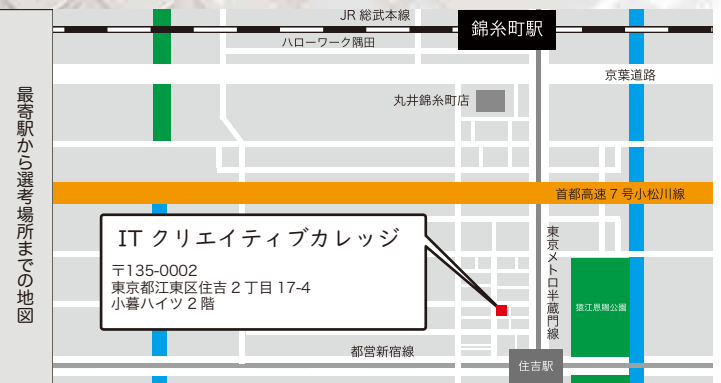 最寄駅から選考場所までの地図
JR 総武本線
錦糸町駅
ハローワーク隅田
京葉道路
丸井錦糸町店
首都高速 7 号小松川線
IT クリエイティブカレッジ
〒135-0002
東京都江東区住吉 2 丁目 17-4
小暮ハイツ 2 階
東京メトロ半蔵門線
猿江恩賜公園
都営新宿線
住吉駅